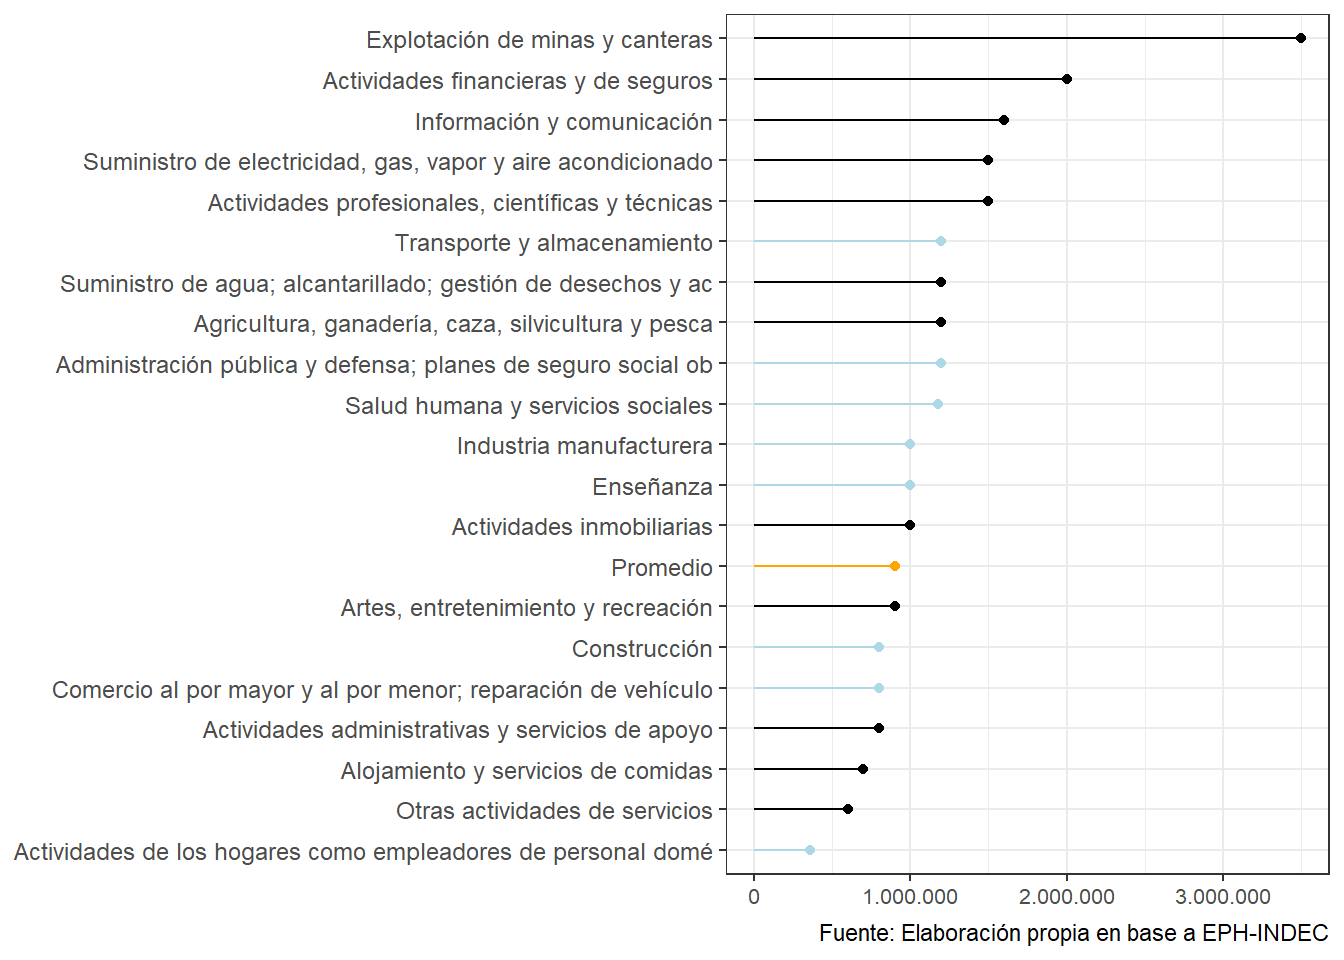 Explotación de minas y canteras
Actividades financieras y de seguros
Información y comunicación
Suministro de electricidad, gas, vapor y aire acondicionado
Actividades profesionales, científicas y técnicas
Transporte y almacenamiento
Suministro de agua; alcantarillado; gestión de desechos y ac
Agricultura, ganadería, caza, silvicultura y pesca
Administración pública y defensa; planes de seguro social ob
Salud humana y servicios sociales
Industria manufacturera
Enseñanza
Actividades inmobiliarias
Promedio
Artes, entretenimiento y recreación
Construcción
Comercio al por mayor y al por menor; reparación de vehículo
Actividades administrativas y servicios de apoyo
Alojamiento y servicios de comidas
Otras actividades de servicios
Actividades de los hogares como empleadores de personal domé
0 1.000.000 2.000.000 3.000.000
Fuente: Elaboración propia en base a EPH-INDEC